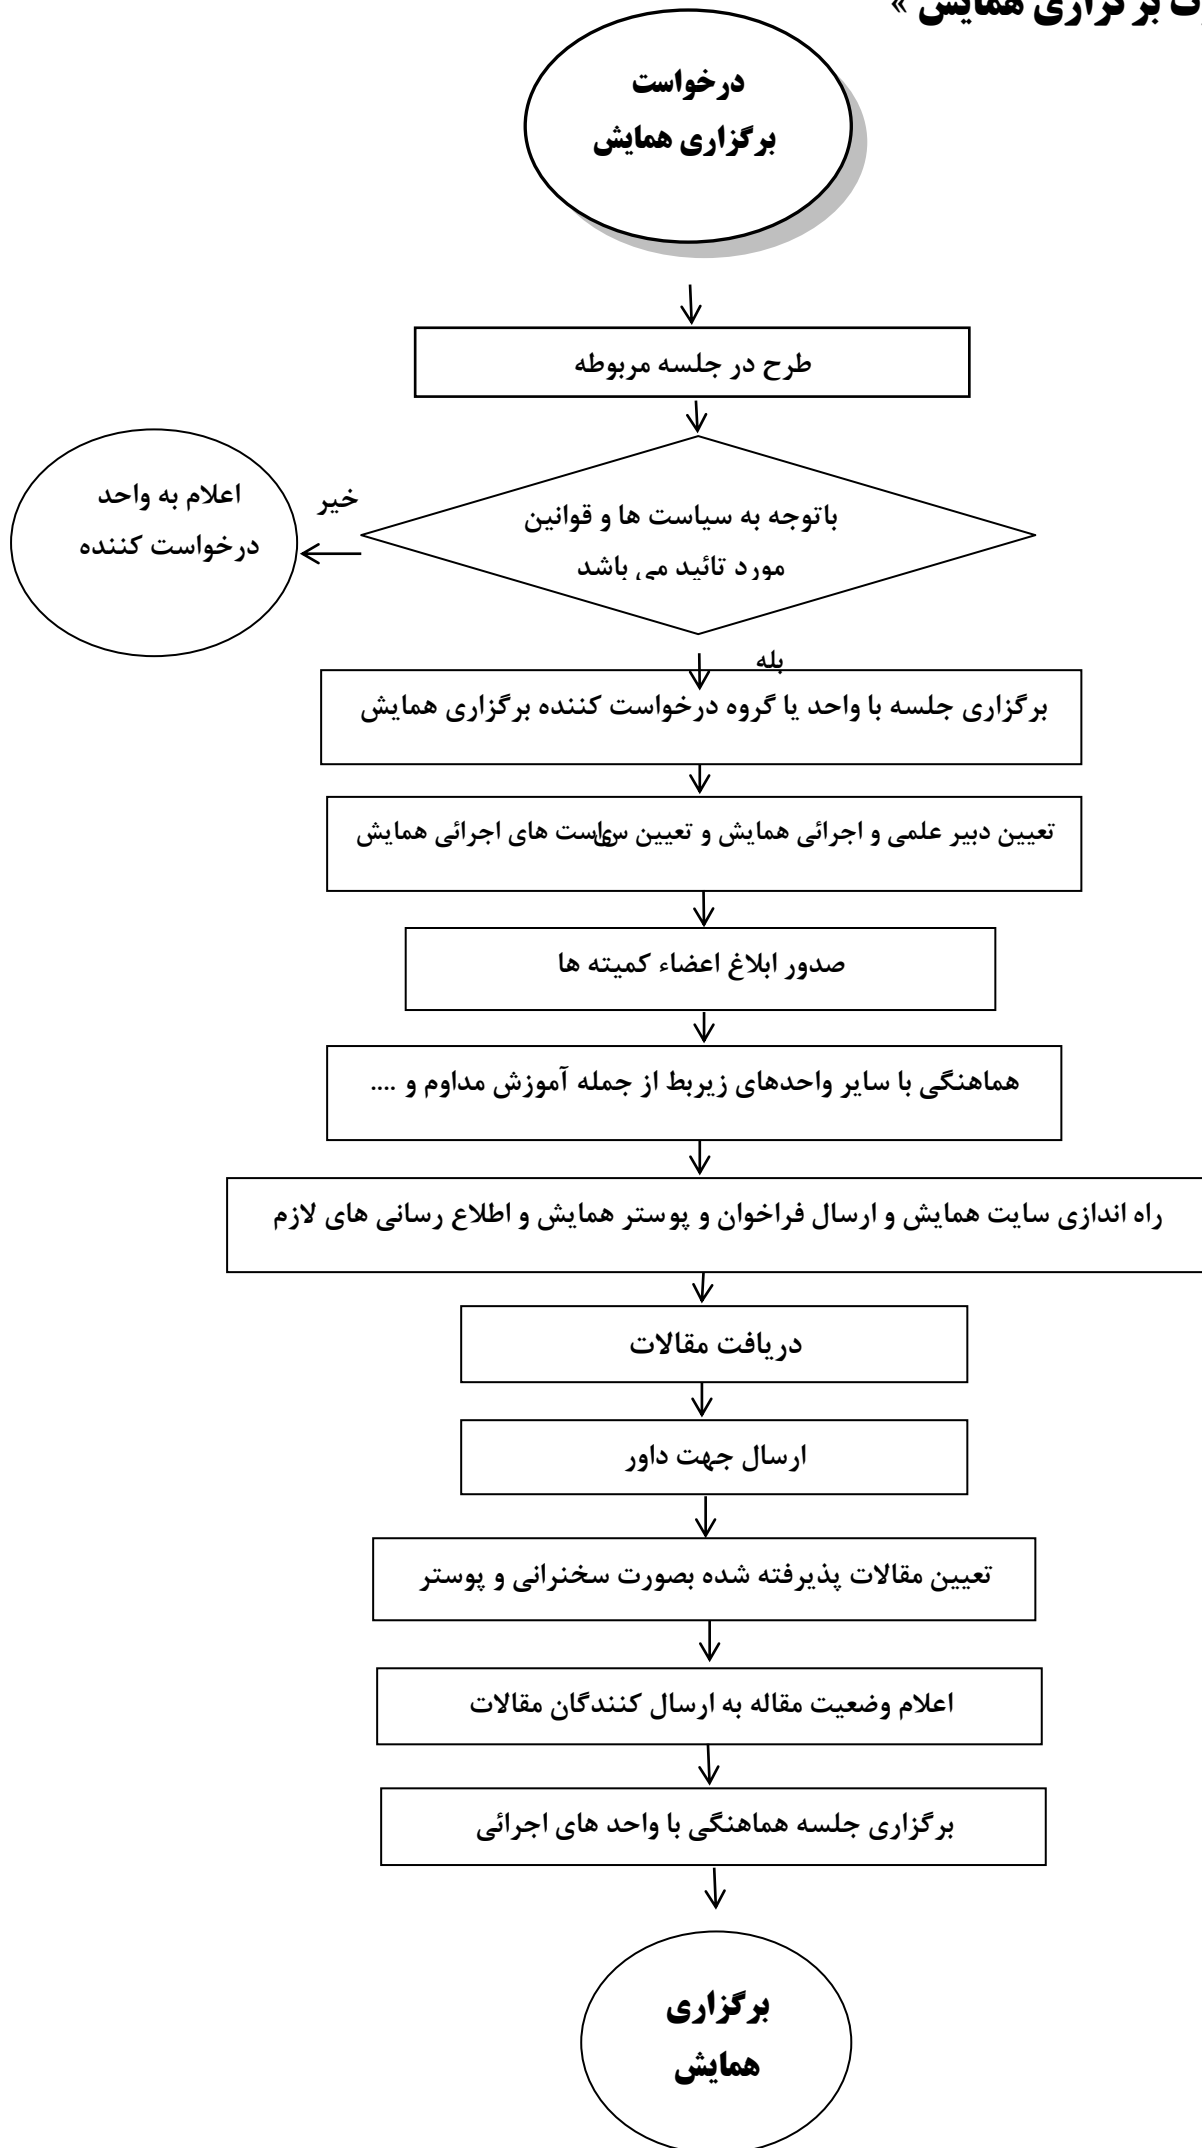 برگزاری همایش »
درخواست
برگزاری همایش
طرح در جلسه مربوطه
باتوجه به سیاست ها و قوانین
مورد تائید می باشد
خیر
اعلام به واحد
درخواست کننده
بله
برگزاری جلسه با واحد یا گروه درخواست کننده برگزاری همایش
تعیین دبیر علمی و اجرائی همایش و تعیین سیاست های اجرائی همایش
صدور ابلاغ اعضاء کمیته ها
هماهنگی با سایر واحدهای زیربط از جمله آموزش مداوم و ....
راه اندازی سایت همایش و ارسال فراخوان و پوستر همایش و اطلاع رسانی های لازم
دریافت مقالات
ارسال جهت داور
تعیین مقالات پذیرفته شده بصورت سخنرانی و پوستر
اعلام وضعیت مقاله به ارسال کنندگان مقالات
برگزاری جلسه هماهنگی با واحد های اجرائی
برگزاری
همایش